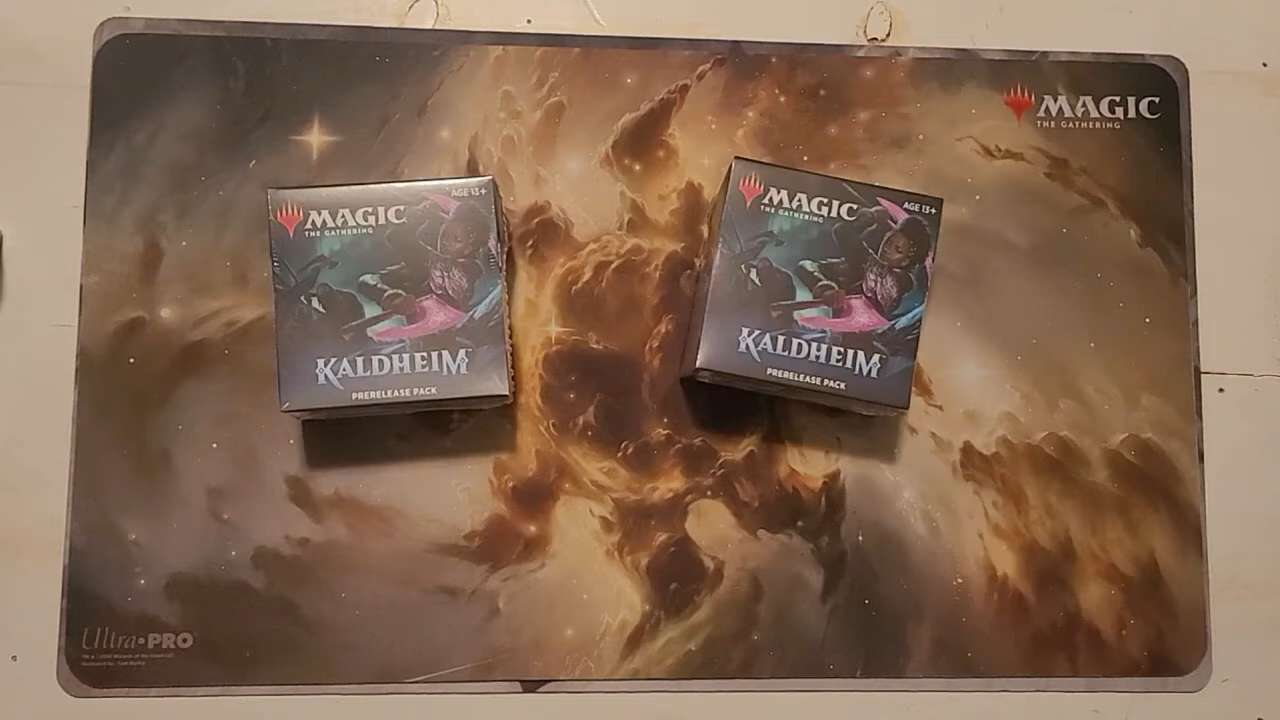 MAGIC
THE GATHERING
AGE 13+
MAGIC
THE GATHERING
KALDHEIM
PRERELEASE PACK
AGE 13+
MAGIC
THE GATHERING
KALDHEIM
PRERELEASE PACK
Ultra•PRO